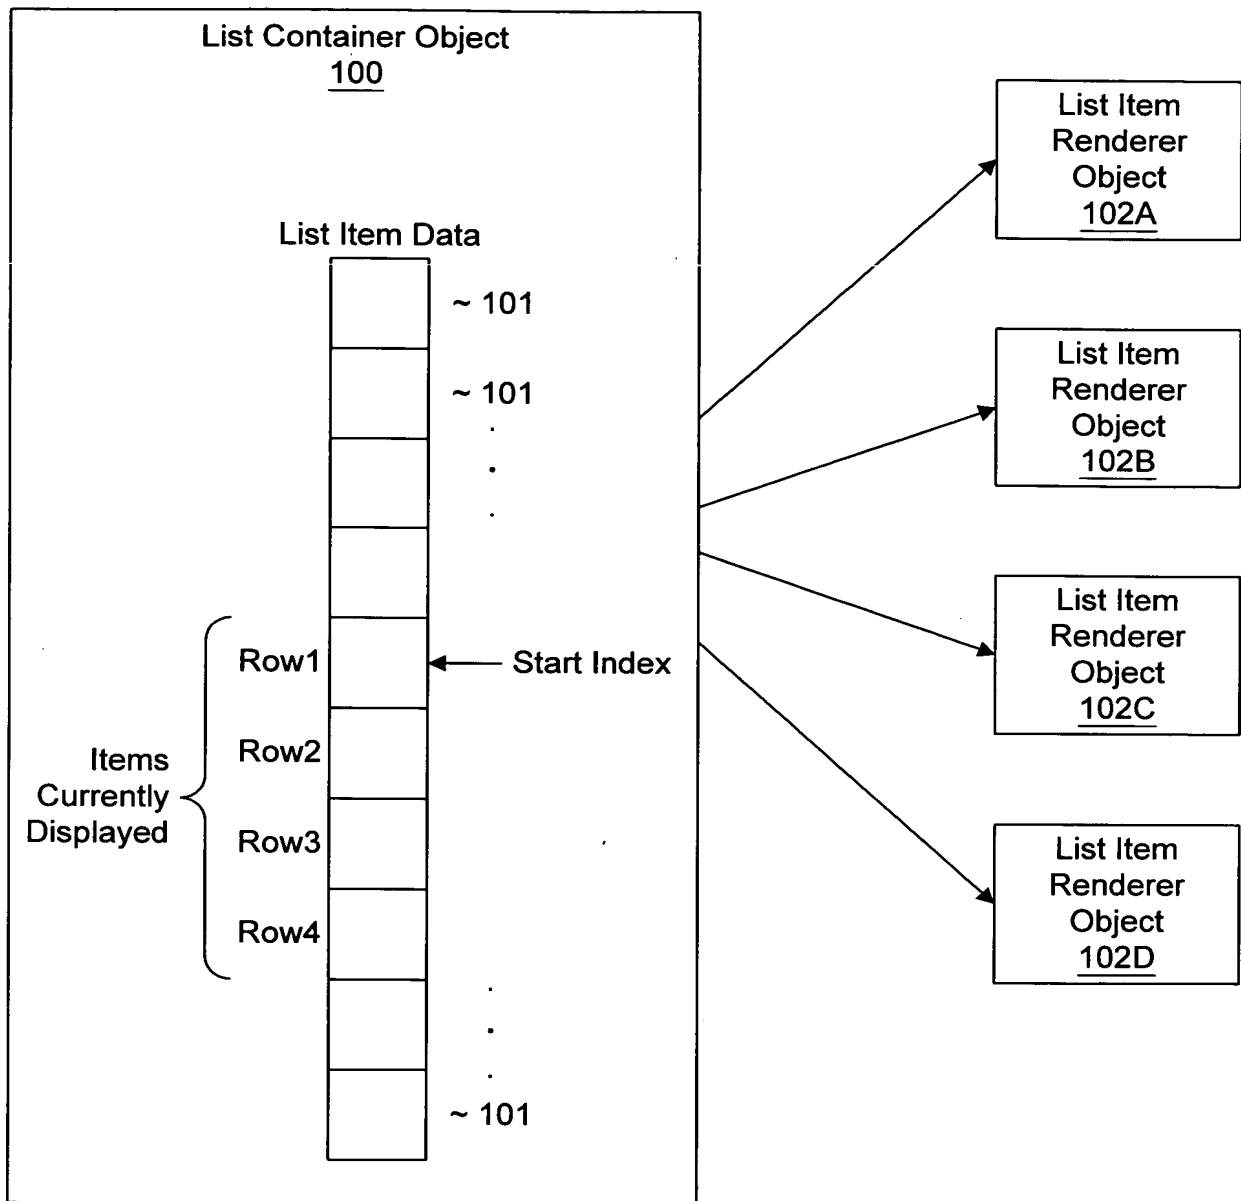 List Container Object
100
List Item Data
~ 101
~ 101
Row1
Start Index
Row2
Row3
Row4
Items
Currently
Displayed
~ 101
List Item
Renderer
Object
102A
List Item
Renderer
Object
102B
List Item
Renderer
Object
102C
List Item
Renderer
Object
102D